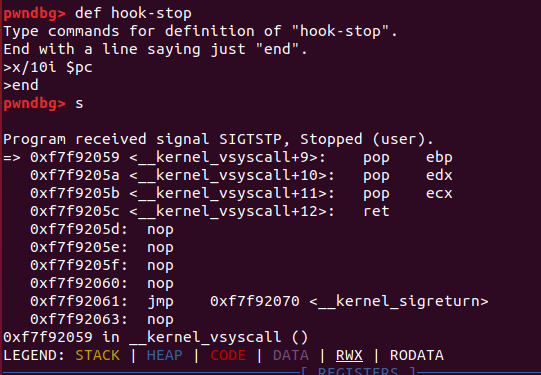 pwndbg> def hook-stop
Type commands for definition of "hook-stop".
End with a line saying just "end".
>x/10i $pc
>end
pwndbg> s
Program received signal SIGTSTP, Stopped (user).
=> 0xf7f92059 <__kernel_vsyscall+9>: pop ebp
0xf7f9205a <__kernel_vsyscall+10>: pop edx
0xf7f9205b <__kernel_vsyscall+11>: pop ecx
0xf7f9205c <__kernel_vsyscall+12>: ret
0xf7f9205d: nop
0xf7f9205e: nop
0xf7f9205f: nop
0xf7f92060: nop
0xf7f92061: jmp 0xf7f92070 <__kernel_sigreturn>
0xf7f92063: nop
0xf7f92059 in __kernel_vsyscall ()
LEGEND: STACK | HEAP | CODE | DATA | RWX | RODATA
[ REGISTERS ]